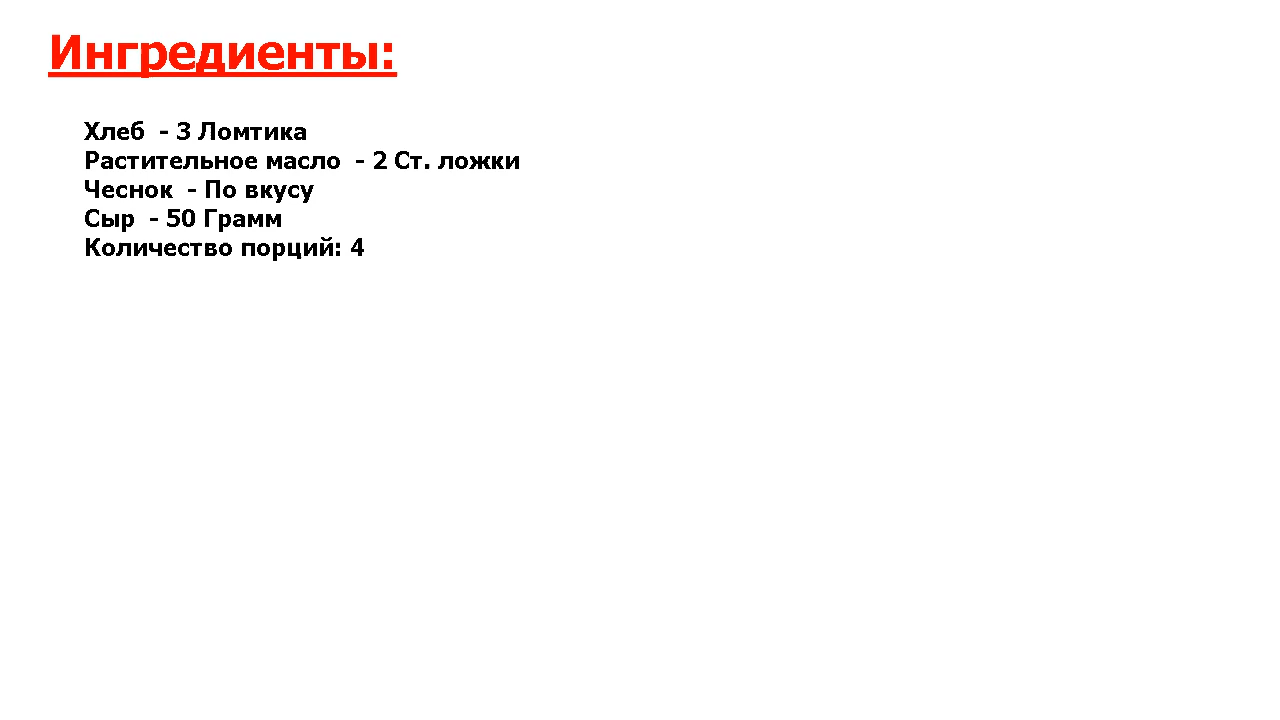 Ингредиенты:
Хлеб  - 3 Ломтика
Растительное масло  - 2 Ст. ложки
Чеснок  - По вкусу
Сыр  - 50 Грамм
Количество порций: 4